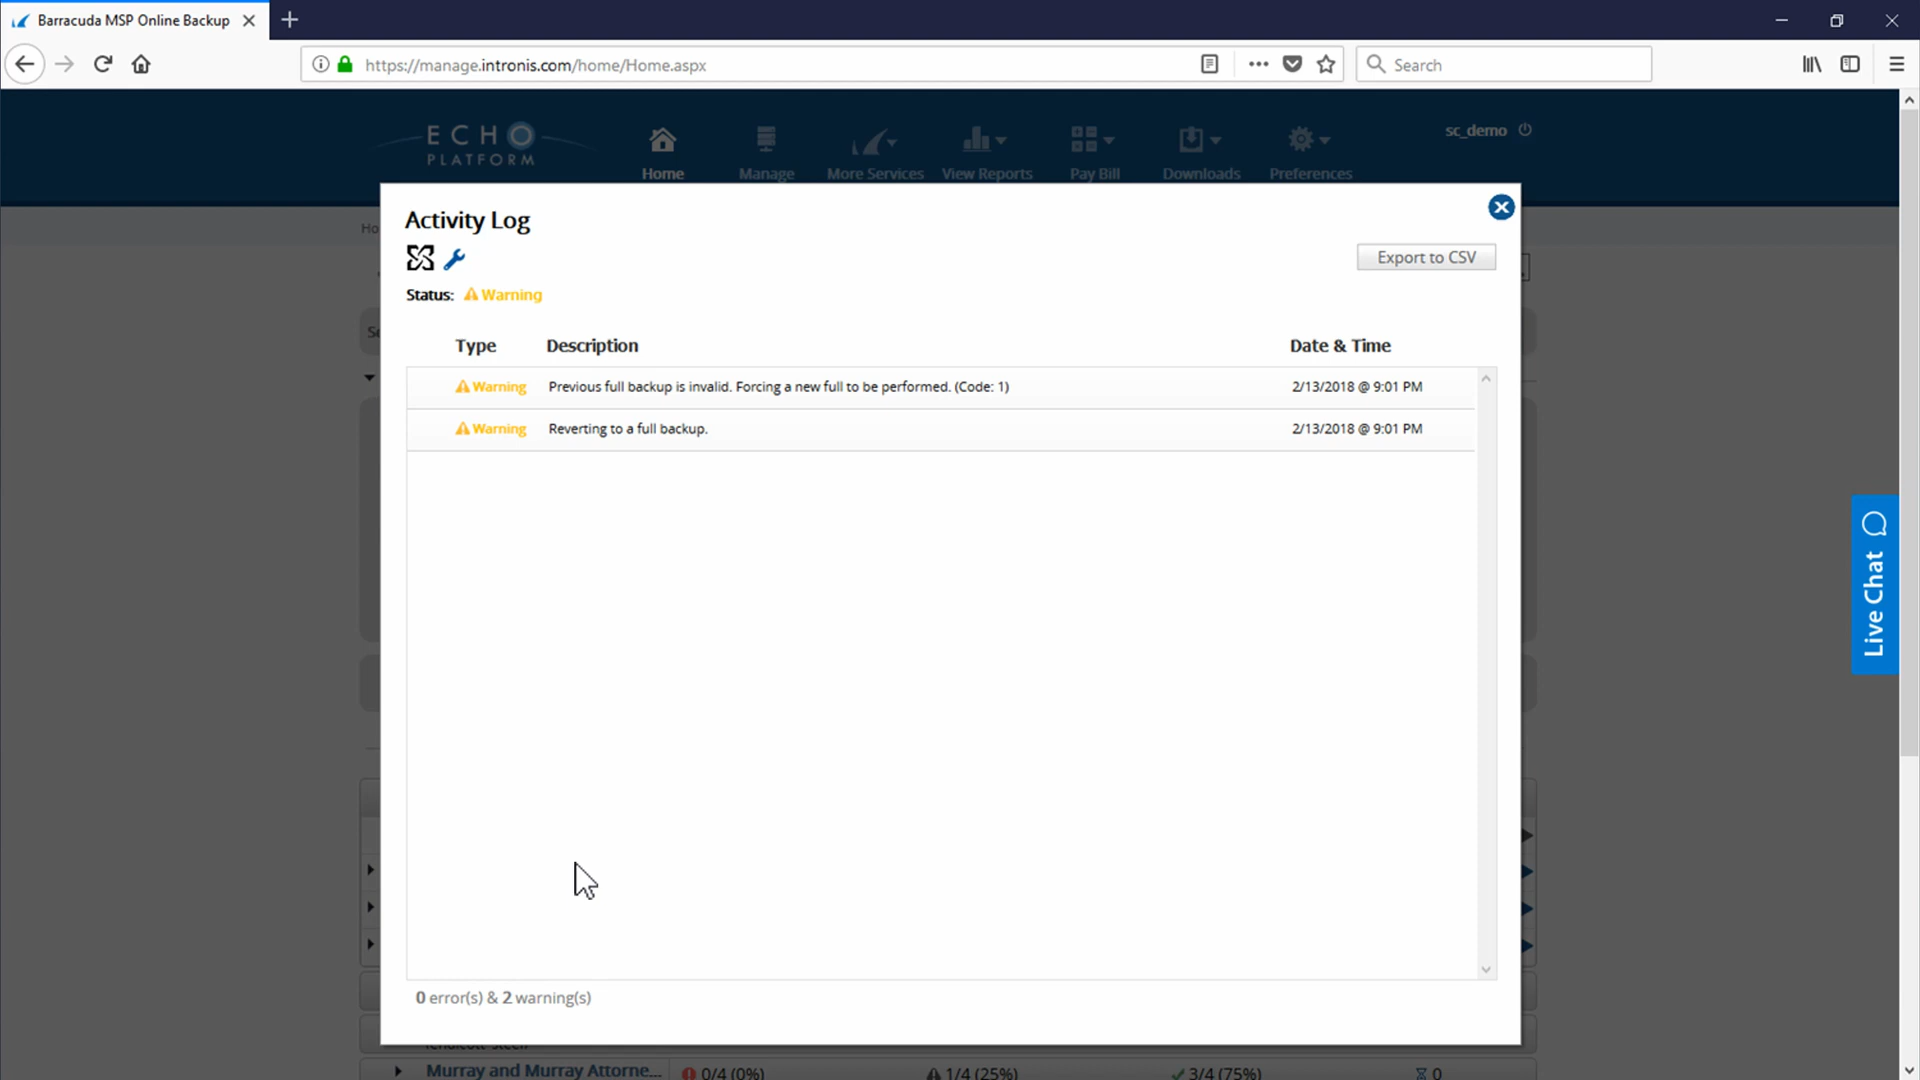 Barracuda MSP Online Backup
https://manage.intronis.com/home/Home.aspx
Search
ECHO
PLATFORM
Home
Manage
More Services
View Reports
Pay Bill
Downloads
Preferences
sc_demo
Ho
Activity Log
Export to CSV
Status: Warning
Se
Type Description Date & Time
Warning Previous full backup is invalid. Forcing a new full to be performed. (Code: 1) 2/13/2018 @ 9:01 PM
Warning Reverting to a full backup. 2/13/2018 @ 9:01 PM
Live Chat
0 error(s) & 2 warning(s)
Murray and Murray Attorne... 0/4 (0%) 1/4 (25%) 3/4 (75%) 0